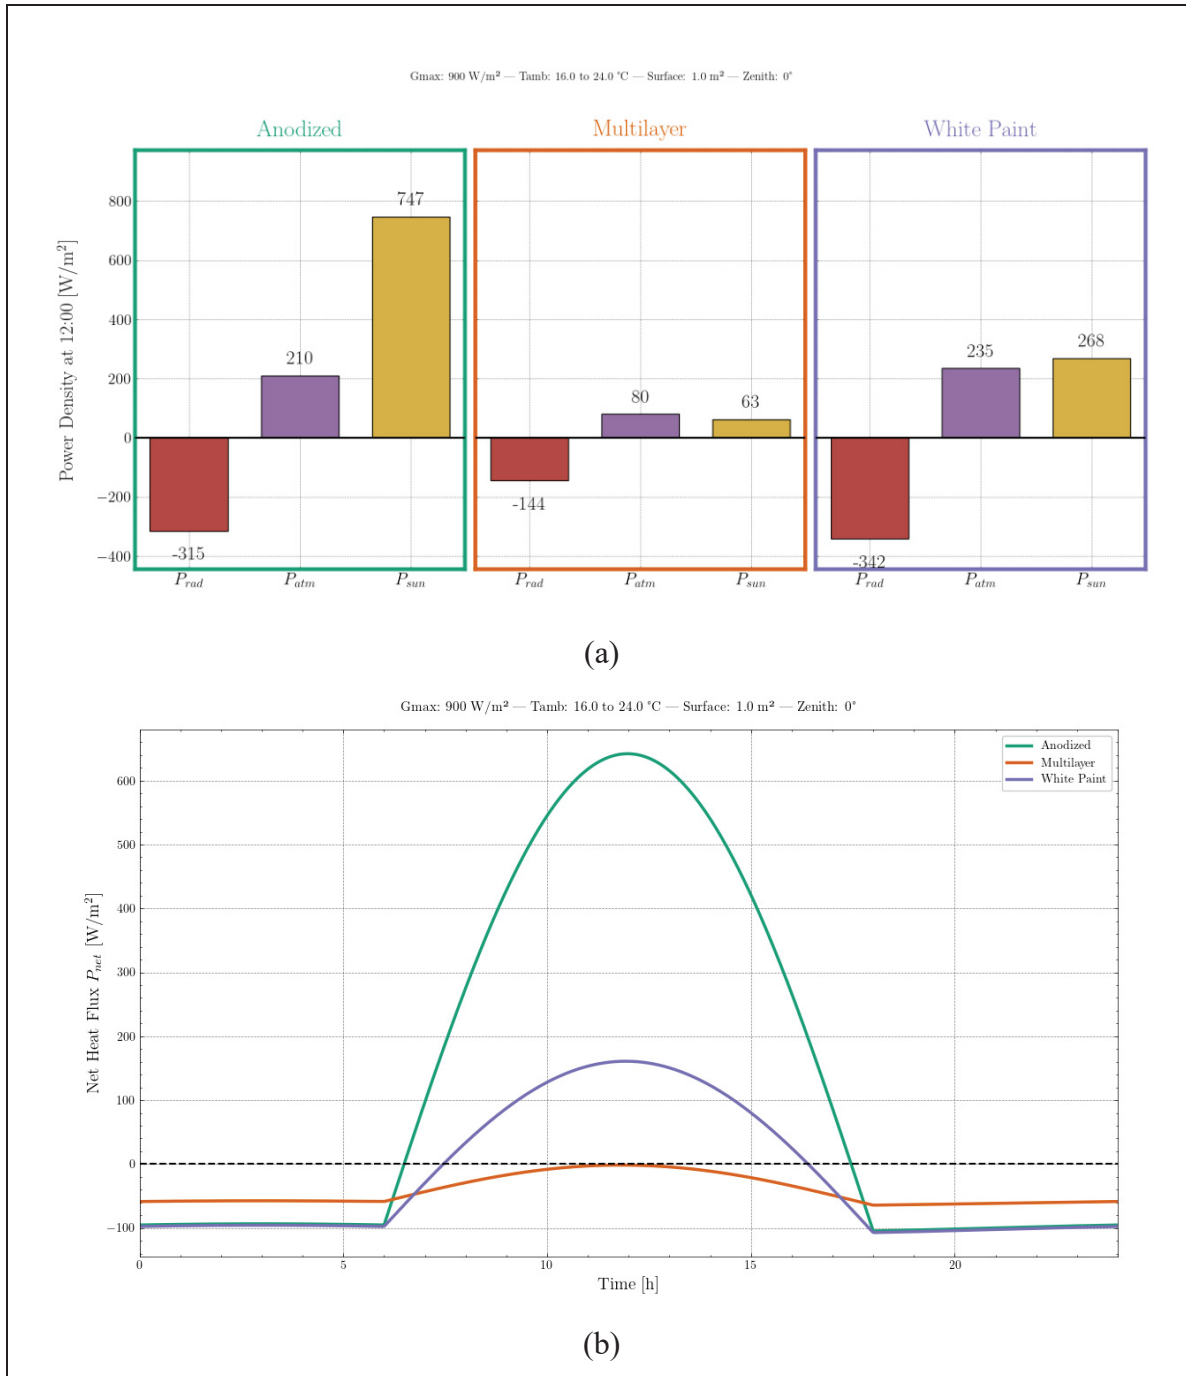 Gmax: 900 W/m² — Tamb: 16.0 to 24.0 °C — Surface: 1.0 m² — Zenith: 0°
Anodized Multilayer White Paint
Power Density at 12:00 [W/m²]
800
600
400
200
0
−200
−400
-315
210
747
-144
80
63
-342
235
268
P_rad P_atm P_sun P_rad P_atm P_sun P_rad P_atm P_sun
(a)
Gmax: 900 W/m² — Tamb: 16.0 to 24.0 °C — Surface: 1.0 m² — Zenith: 0°
Anodized
Multilayer
White Paint
Net Heat Flux P_net [W/m²]
600
500
400
300
200
100
0
−100
0 5 10 15 20
Time [h]
(b)